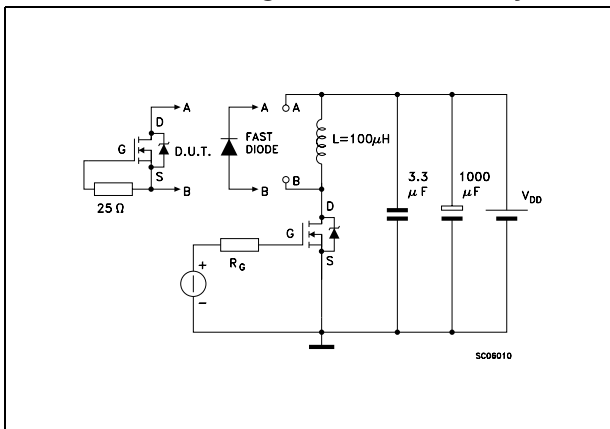 A
A
A
D
FAST
DIODE
L=100μH
G
D.U.T.
S
B
B
B
25 Ω
3.3
μF
1000
μF
VDD
D
G
S
RG
+
−
SC06010